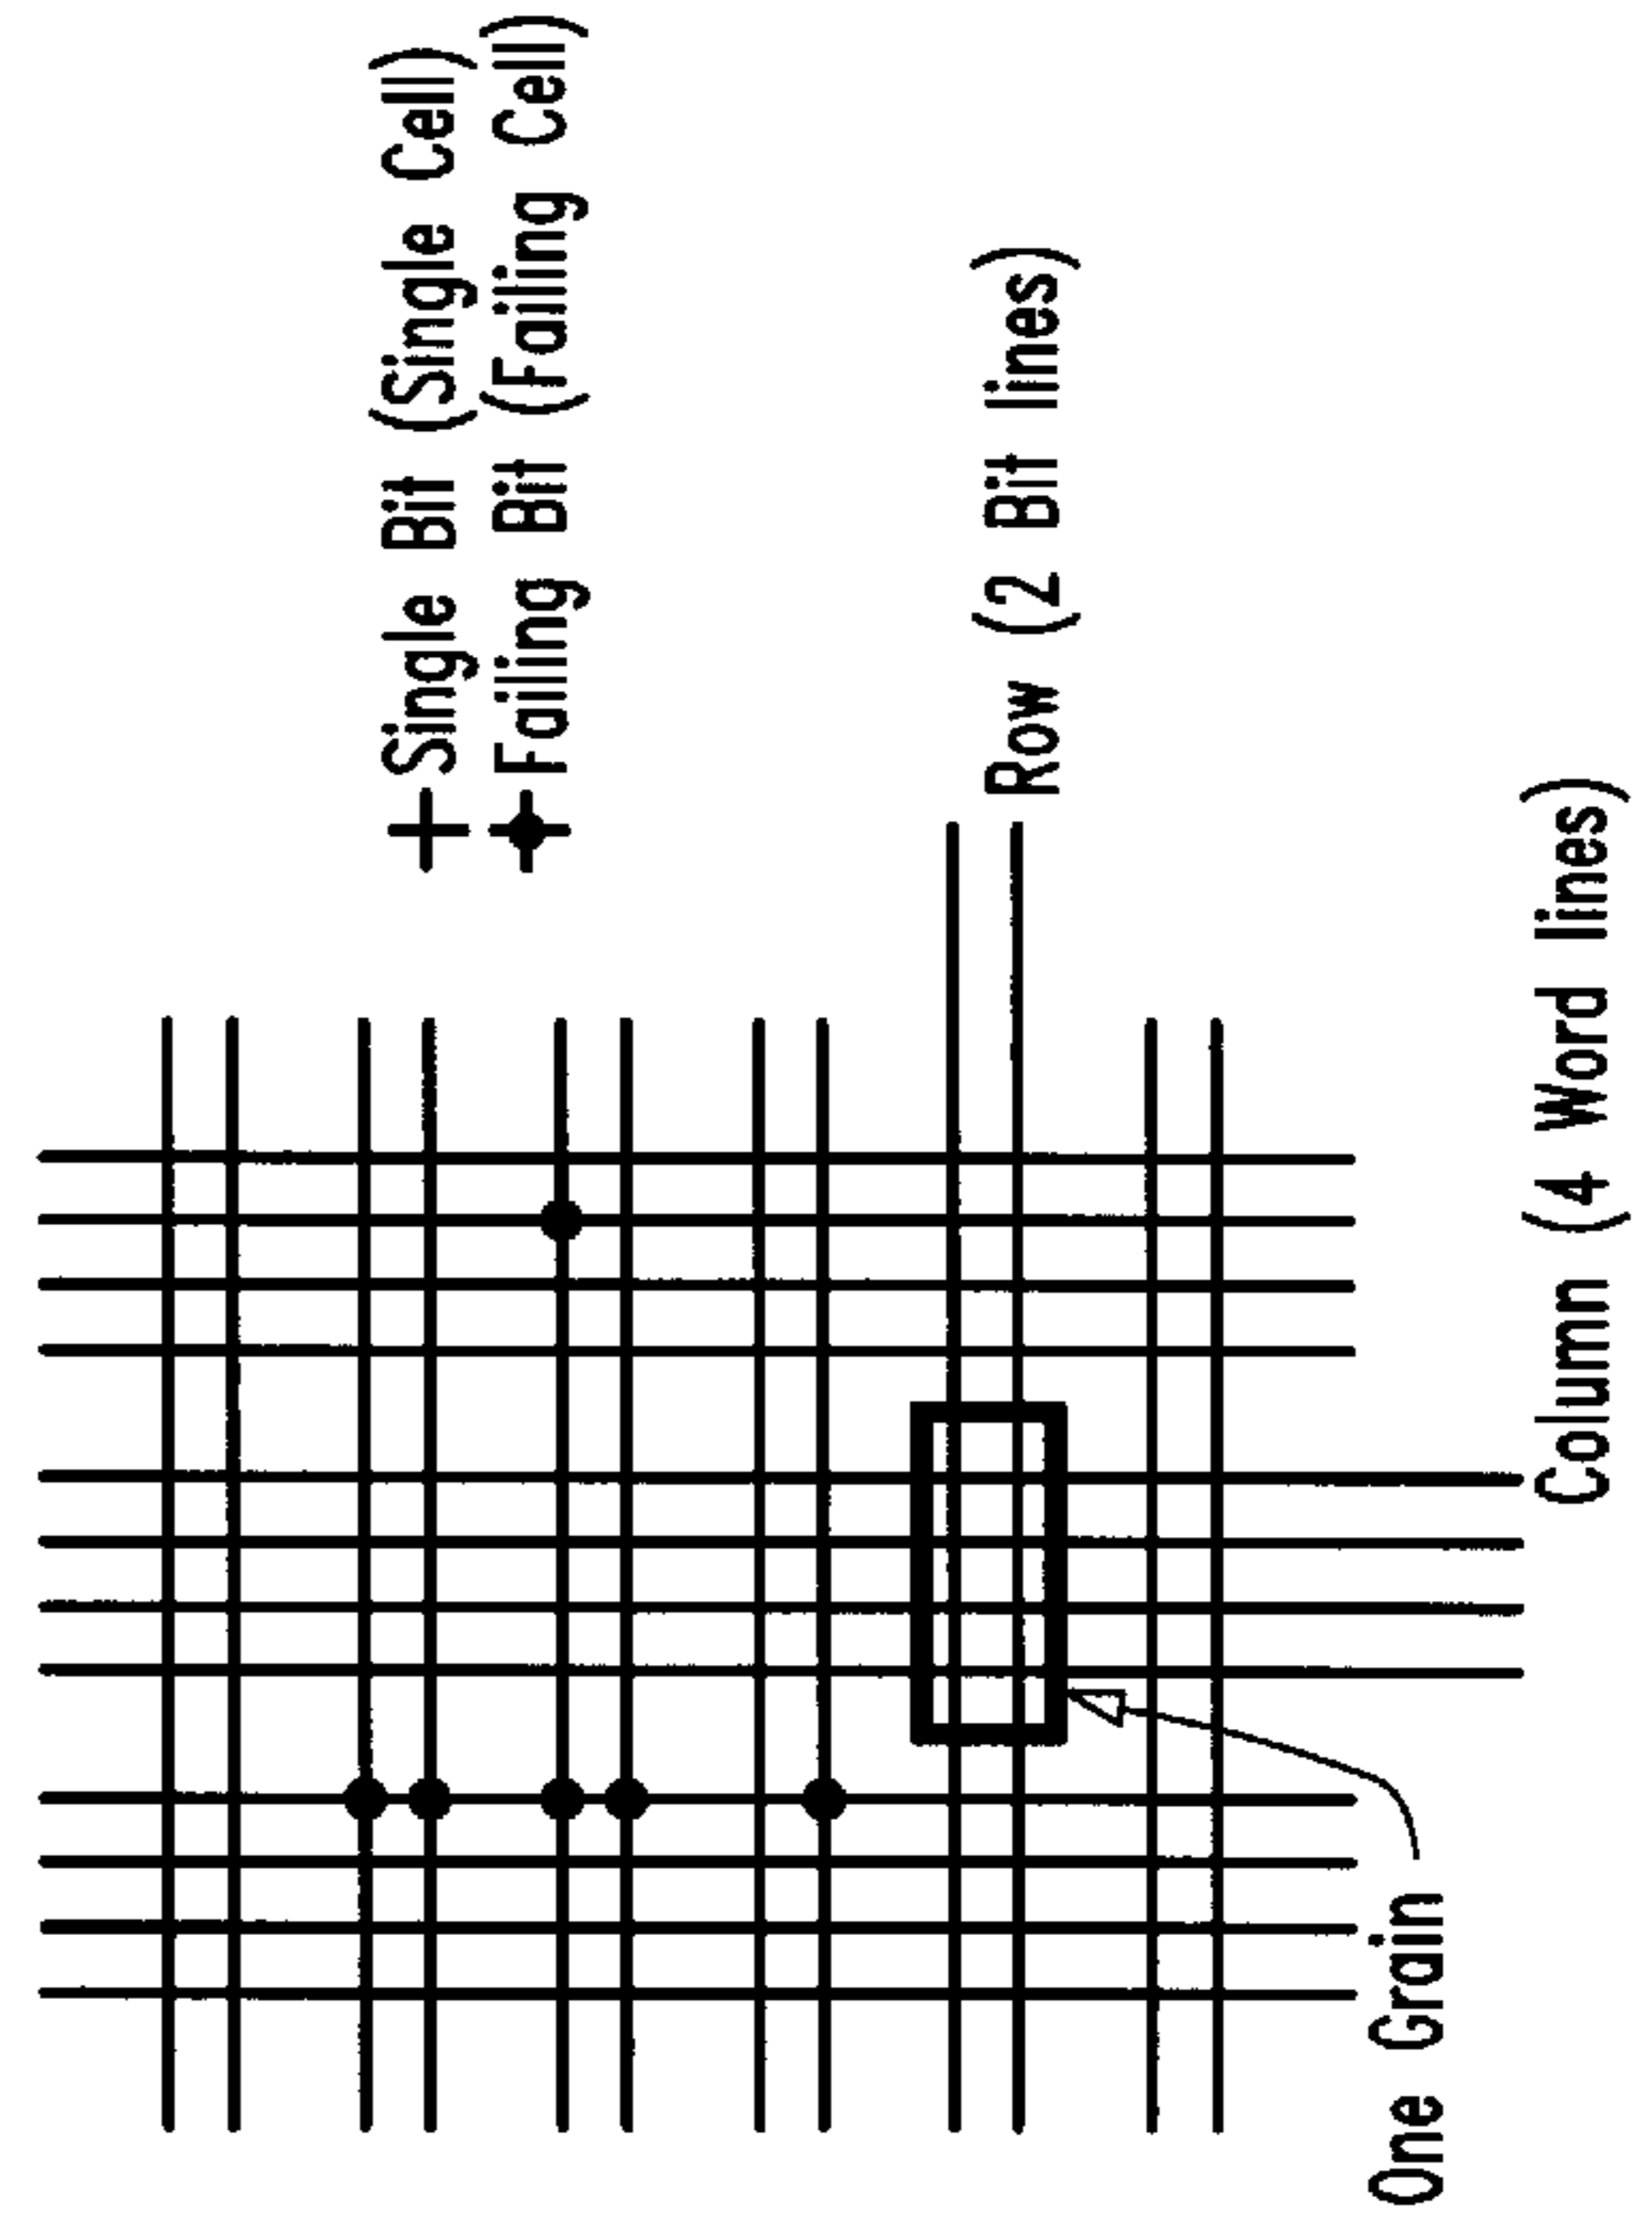 Single Bit (Single Cell)
Failing Bit (Failing Cell)
Row (2 Bit lines)
One Grain
Column (4 Word lines)